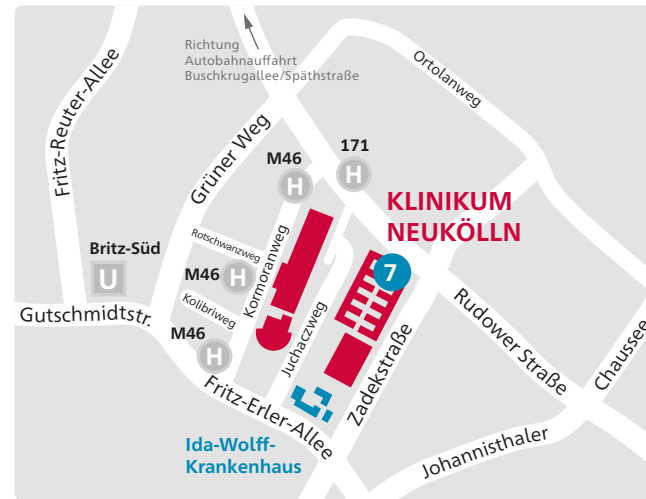 Richtung
Autobahnauffahrt
Buschkrugallee/Späthstraße
Ortolanweg
Fritz-Reuter-Allee
Grüner Weg
171
H
M46
H
KLINIKUM
NEUKÖLLN
7
Rotschwanzweg
Kormoranweg
Britz-Süd
U
M46
H
Kolibriweg
Gutschmidtstr.
M46
H
Juchaczweg
Zadekstraße
Rudower Straße
Chaussee
Johannisthaler
Fritz-Erler-Allee
Ida-Wolff-
Krankenhaus